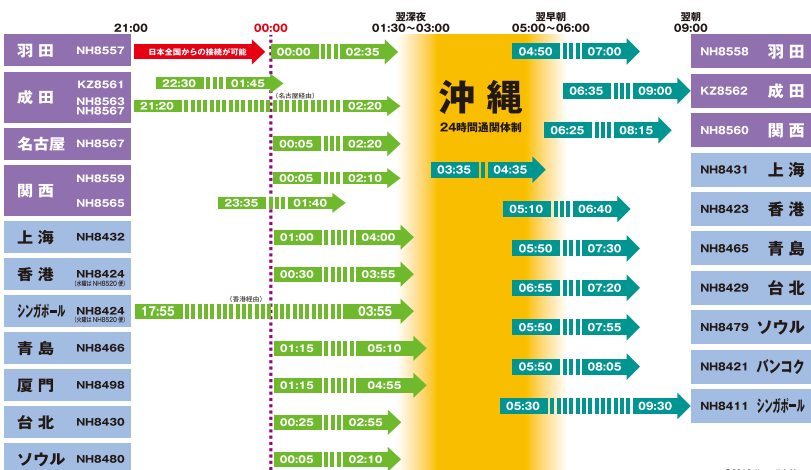 翌深夜 翌早朝 翌朝
21:00 00:00 01:30〜03:00 05:00〜06:00 09:00
羽田 NH8557 日本全国からの接続が可能 00:00 02:35
成田 KZ8561 22:30 01:45
NH8563
NH8567 21:20 (名古屋経由) 02:20
名古屋 NH8567 00:05 02:20
関西 NH8559 00:05 02:10
NH8565 23:35 01:40
上海 NH8432 01:00 04:00
香港 NH8424 00:30 03:55
(水曜はNH8520便)
シンガポール NH8424 17:55 (香港経由) 03:55
(火曜はNH8520便)
青島 NH8466 01:15 05:10
厦門 NH8498 01:15 04:55
台北 NH8430 00:25 02:55
ソウル NH8480 00:05 02:10
沖縄
24時間通関体制
04:50 07:00 NH8558 羽田
06:35 09:00 KZ8562 成田
06:25 08:15 NH8560 関西
03:35 04:35 NH8431 上海
05:10 06:40 NH8423 香港
05:50 07:30 NH8465 青島
06:55 07:20 NH8429 台北
05:50 07:55 NH8479 ソウル
05:50 08:05 NH8421 バンコク
05:30 09:30 NH8411 シンガポール